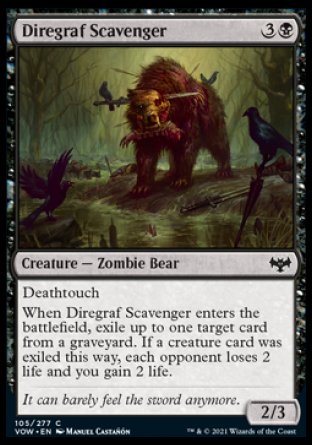 Diregraf Scavenger 3
Creature — Zombie Bear
Deathtouch
When Diregraf Scavenger enters the
battlefield, exile up to one target card
from a graveyard. If a creature card was
exiled this way, each opponent loses 2
life and you gain 2 life.
It can barely feel the sword anymore.
2/3
105/277 C
VOW • EN Manuel Castañón
™ & © 2021 Wizards of the Coast